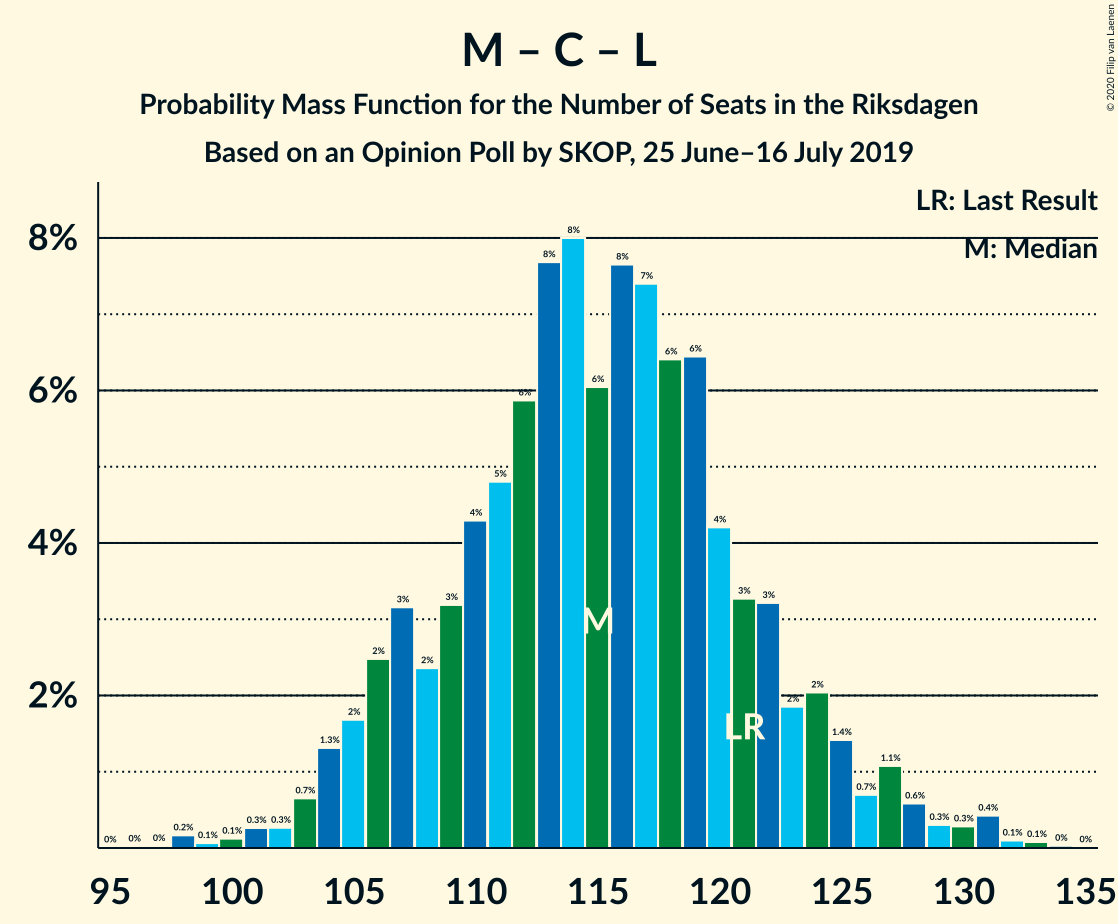 M – C – L
Probability Mass Function for the Number of Seats in the Riksdagen
Based on an Opinion Poll by SKOP, 25 June–16 July 2019
© 2020 Filip van Laenen
LR: Last Result
M: Median
8%
6%
4%
2%
0% 0% 0% 0.2% 0.1% 0.1% 0.3% 0.3% 0.7% 1.3% 2% 2% 3% 2% 3% 4% 5% 6% 8% 8% 6% 8% 7% 6% 6% 4% 3% 3% 2% 2% 1.4% 0.7% 1.1% 0.6% 0.3% 0.3% 0.4% 0.1% 0.1% 0% 0%
M
LR
95 100 105 110 115 120 125 130 135